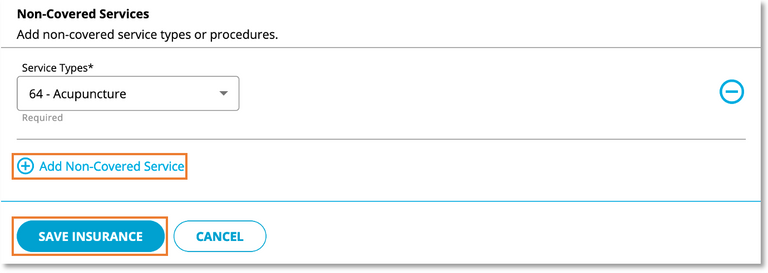 Non-Covered Services
Add non-covered service types or procedures.
Service Types*
64 - Acupuncture
Required
Add Non-Covered Service
SAVE INSURANCE
CANCEL